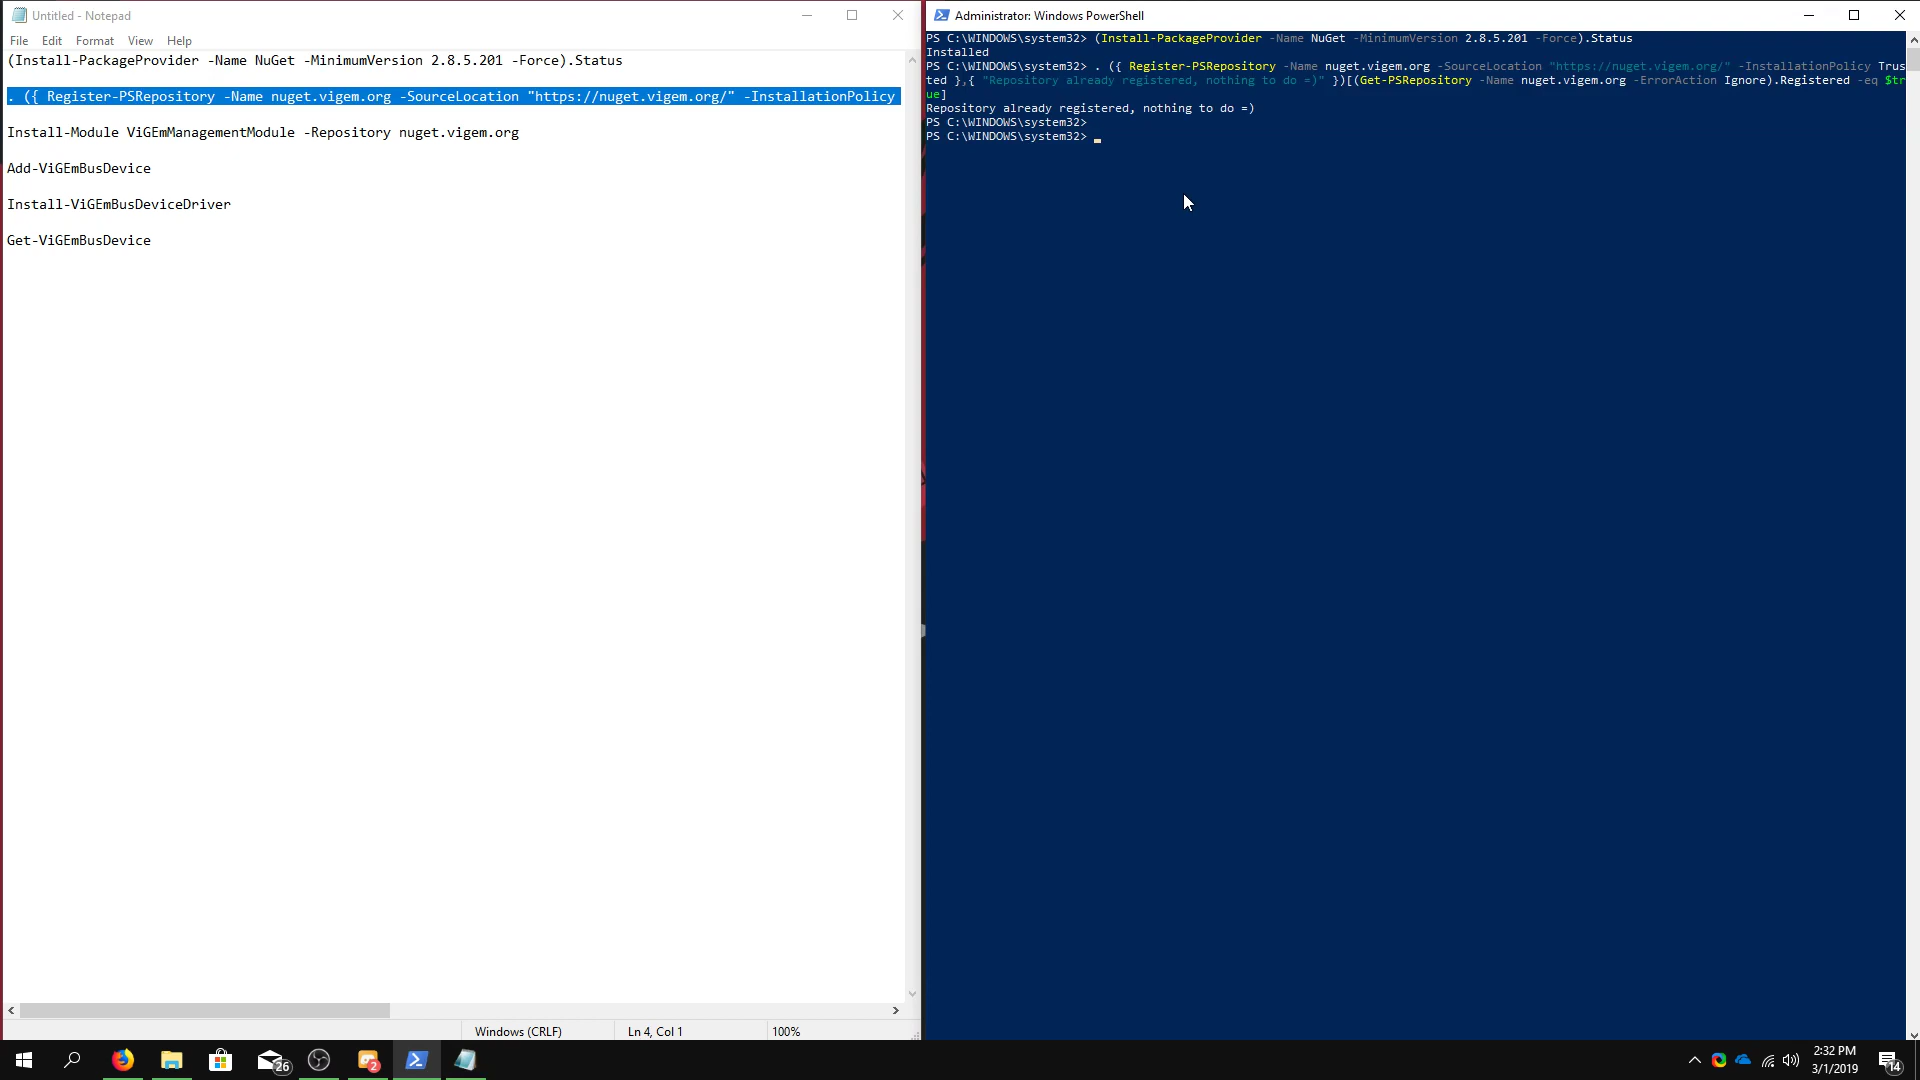 Untitled - Notepad
File Edit Format View Help
(Install-PackageProvider -Name NuGet -MinimumVersion 2.8.5.201 -Force).Status
. ({ Register-PSRepository -Name nuget.vigem.org -SourceLocation "https://nuget.vigem.org/" -InstallationPolicy
Install-Module ViGEmManagementModule -Repository nuget.vigem.org
Add-ViGEmBusDevice
Install-ViGEmBusDeviceDriver
Get-ViGEmBusDevice
Windows (CRLF) Ln 4, Col 1 100%
Administrator: Windows PowerShell
PS C:\WINDOWS\system32> (Install-PackageProvider -Name NuGet -MinimumVersion 2.8.5.201 -Force).Status
Installed
PS C:\WINDOWS\system32> . ({ Register-PSRepository -Name nuget.vigem.org -SourceLocation "https://nuget.vigem.org/" -InstallationPolicy Trus
ted },{ "Repository already registered, nothing to do =)" })[(Get-PSRepository -Name nuget.vigem.org -ErrorAction Ignore).Registered -eq $tr
ue]
Repository already registered, nothing to do =)
PS C:\WINDOWS\system32>
PS C:\WINDOWS\system32>
26
2
2:32 PM
3/1/2019
14